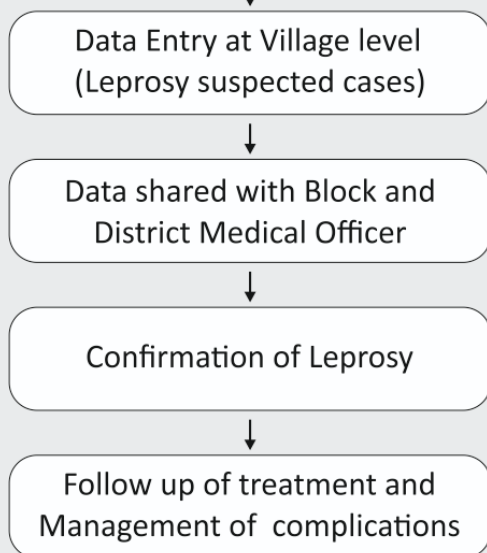 Data Entry at Village level
(Leprosy suspected cases)
Data shared with Block and
District Medical Officer
Confirmation of Leprosy
Follow up of treatment and
Management of complications